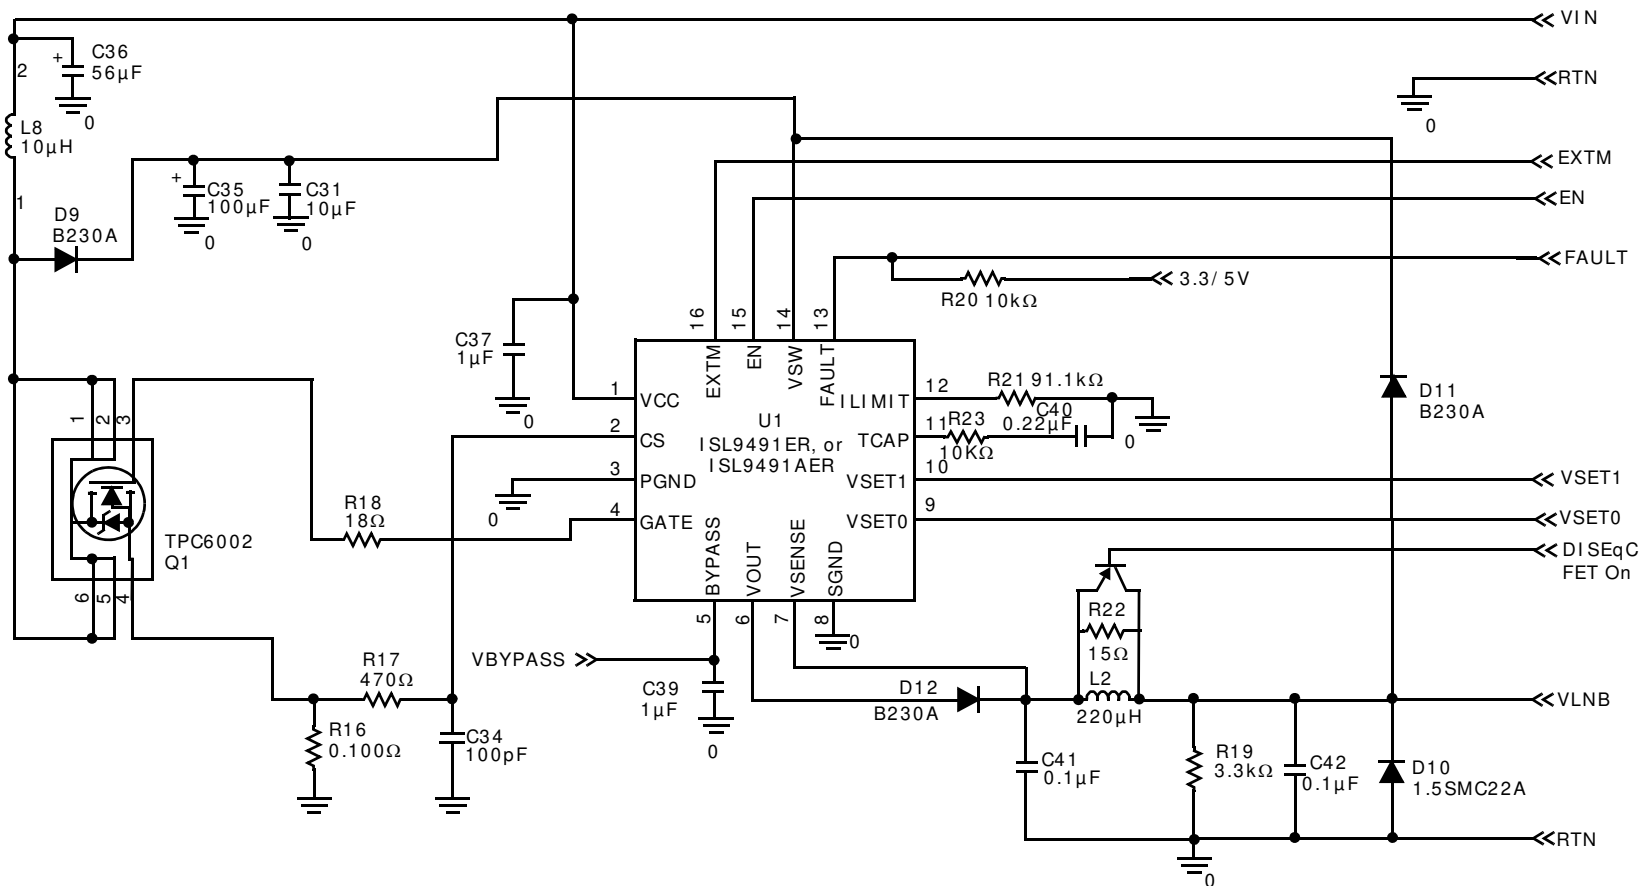 VIN
C36
+
56µF
2
0
RTN
0
L8
10µH
EXTM
+
C35
100µF
C31
10µF
1
EN
D9
B230A
0
0
FAULT
3.3/5V
R20 10kΩ
16
15
14
13
C37
1µF
EXTM
EN
VSW
FAULT
R21 91.1kΩ
1
VCC
ILIMIT
12
D11
B230A
0
C40
0.22µF
2
CS
U1
ISL9491ER, or
ISL9491AER
TCAP
11
R23
10KΩ
0
1
2
3
3
PGND
VSET1
10
VSET1
0
R18
18Ω
4
GATE
VSET0
9
VSET0
TPC6002
Q1
BYPASS
VOUT
VSENSE
SGND
DISEqC
FET On
6
5
4
5
6
7
8
0
R22
15Ω
VBYPASS
R17
470Ω
C39
1µF
D12
B230A
L2
220µH
VLNB
R16
0.100Ω
C34
100pF
0
C41
0.1µF
R19
3.3kΩ
C42
0.1µF
D10
1.5SMC22A
RTN
0